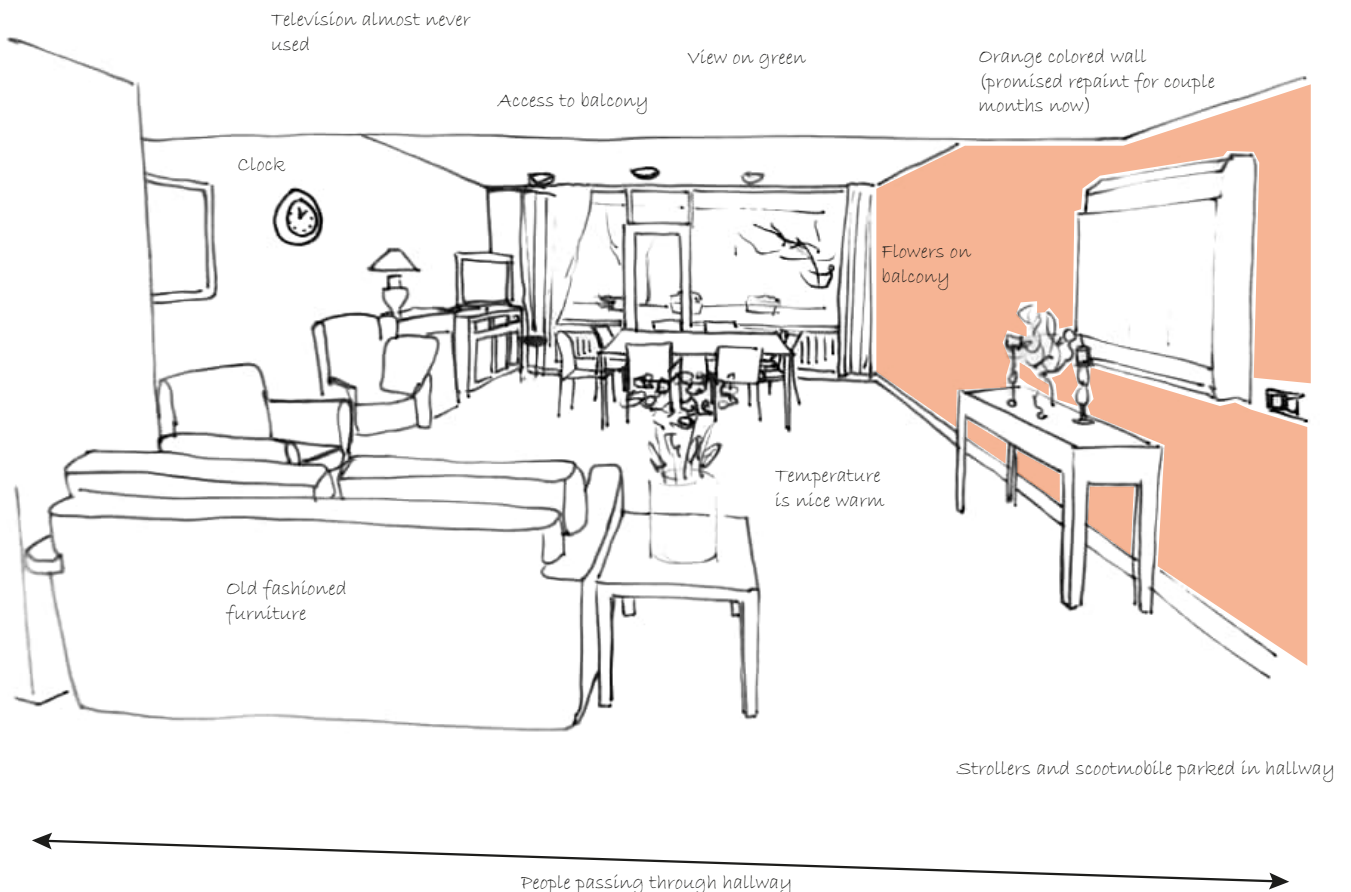 Television almost never
used
View on green
Orange colored wall
(promised repaint for couple
months now)
Access to balcony
Clock
Flowers on
balcony
Temperature
is nice warm
Old fashioned
furniture
Strollers and scootmobile parked in hallway
People passing through hallway